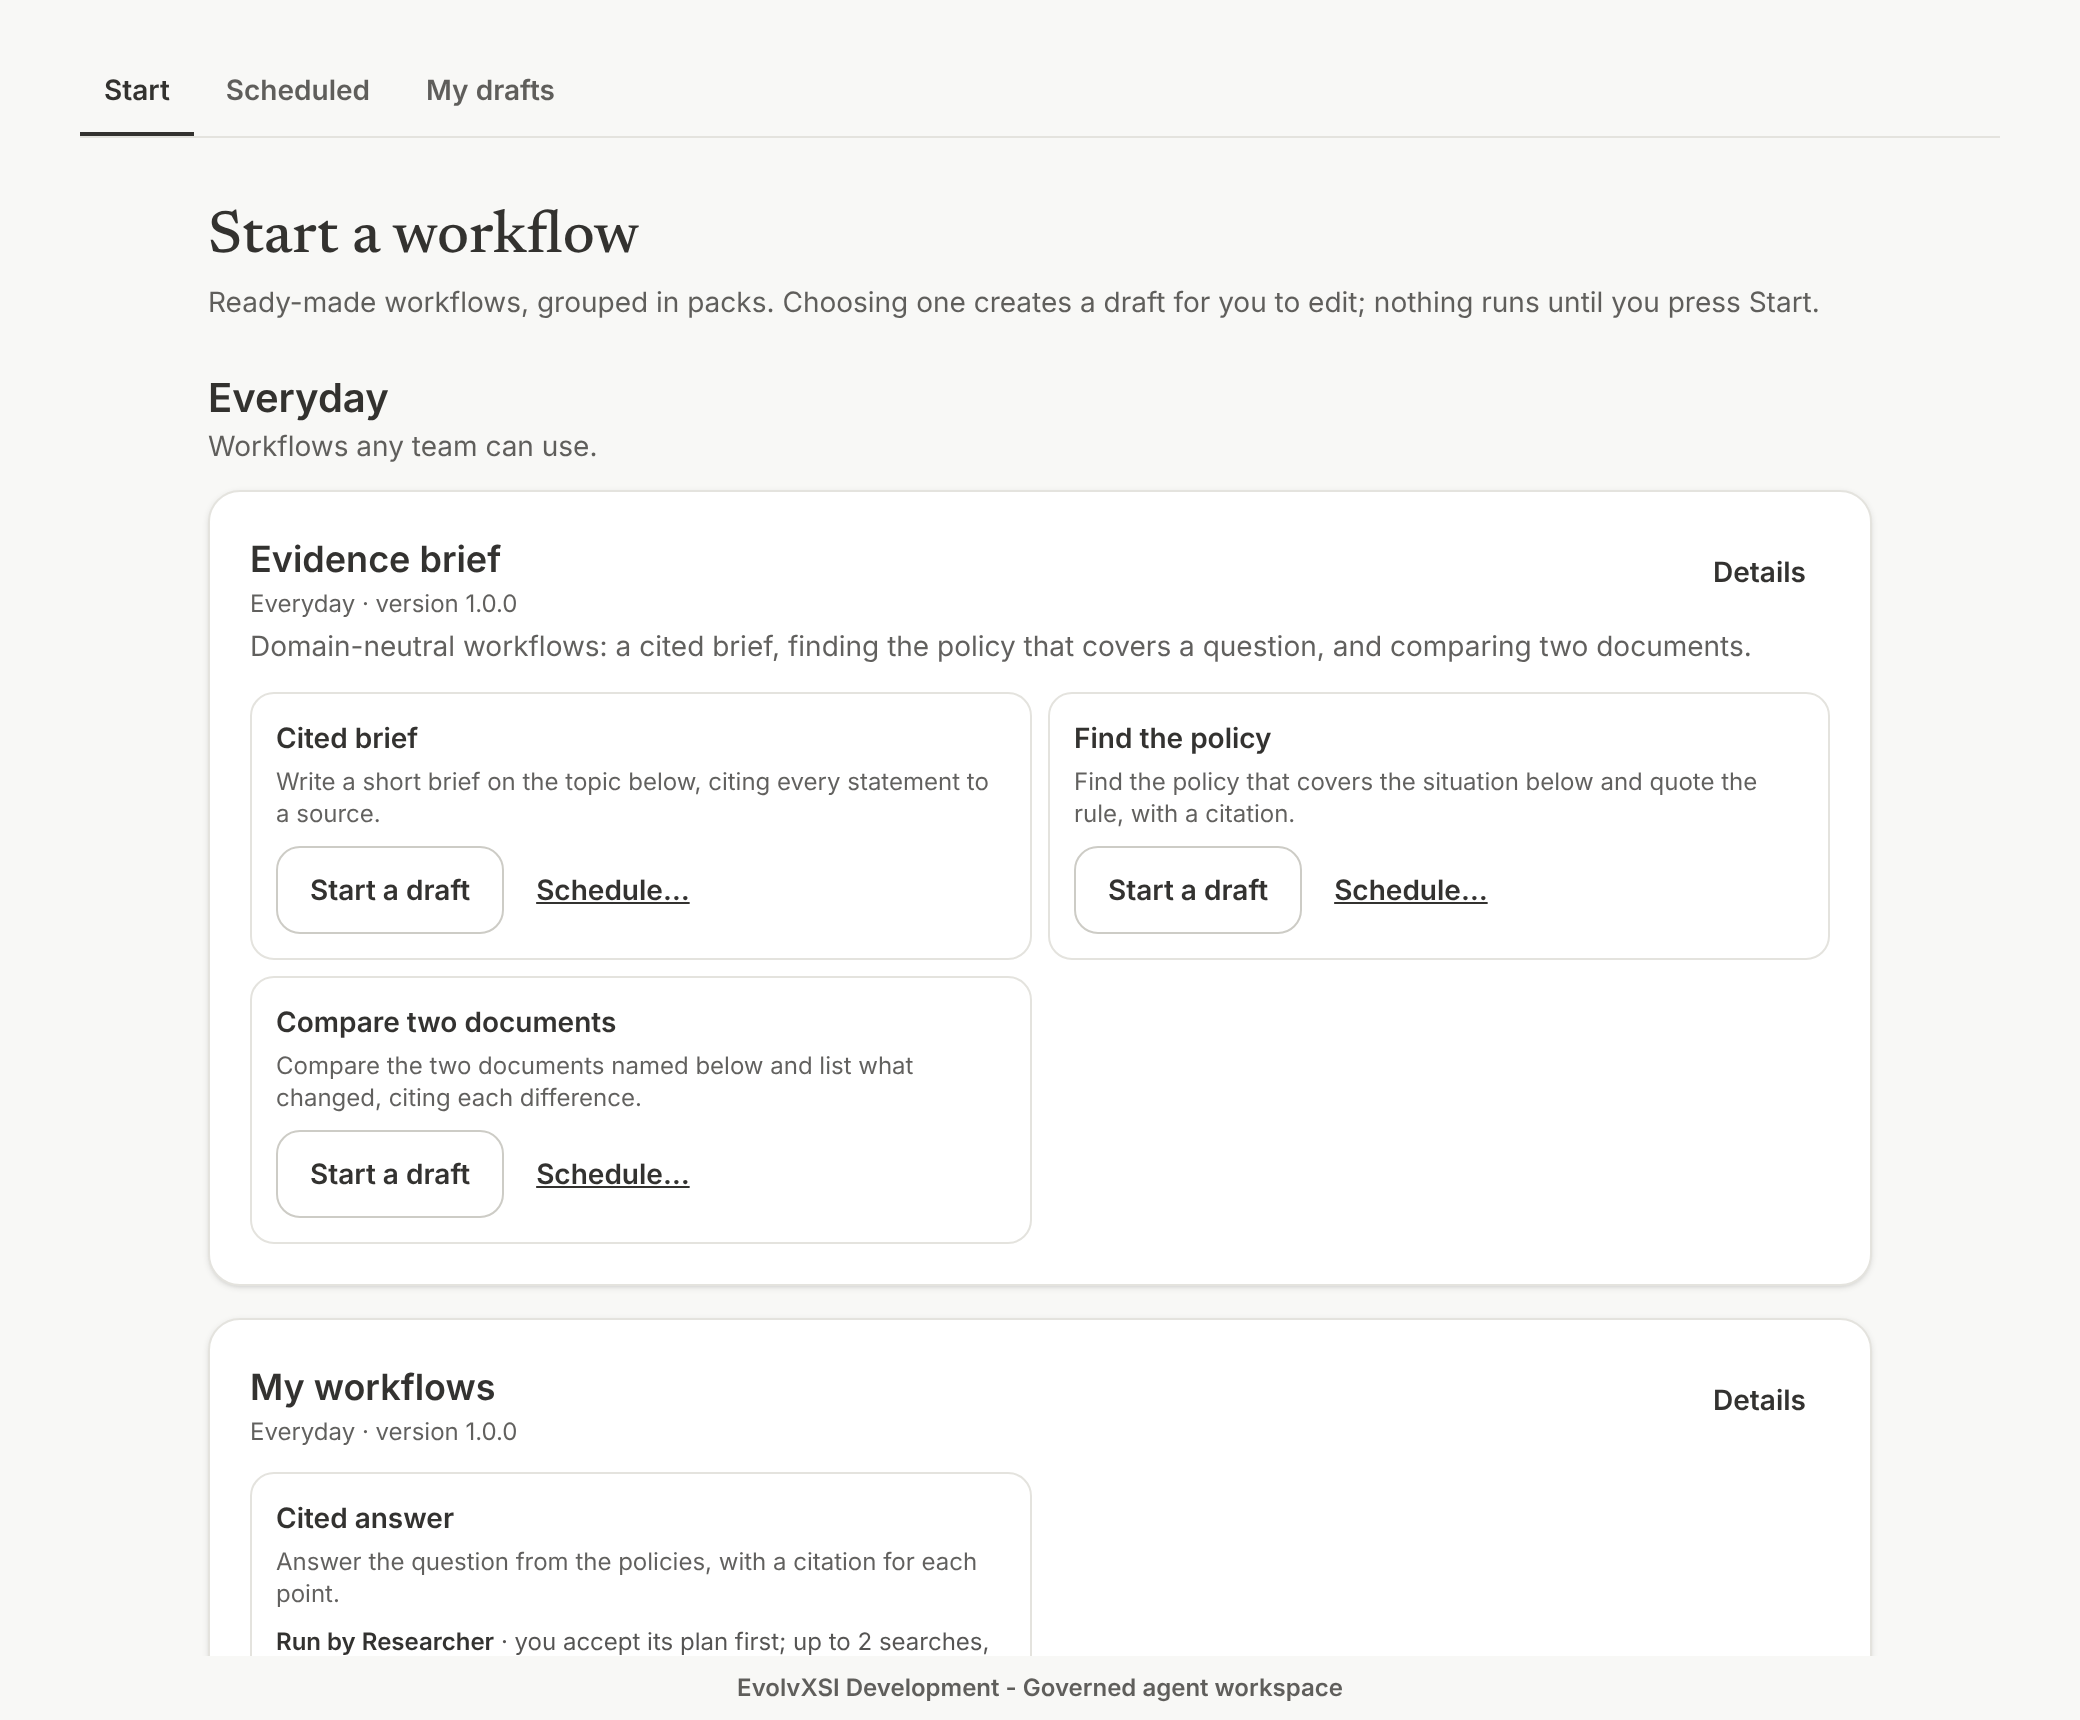 Start Scheduled My drafts
Start a workflow
Ready-made workflows, grouped in packs. Choosing one creates a draft for you to edit; nothing runs until you press Start.
Everyday
Workflows any team can use.
Evidence brief
Details
Everyday · version 1.0.0
Domain-neutral workflows: a cited brief, finding the policy that covers a question, and comparing two documents.
Cited brief
Write a short brief on the topic below, citing every statement to
a source.
Start a draft Schedule...
Find the policy
Find the policy that covers the situation below and quote the
rule, with a citation.
Start a draft Schedule...
Compare two documents
Compare the two documents named below and list what
changed, citing each difference.
Start a draft Schedule...
My workflows
Details
Everyday · version 1.0.0
Cited answer
Answer the question from the policies, with a citation for each
point.
Run by Researcher · you accept its plan first; up to 2 searches,
EvolvXSI Development - Governed agent workspace